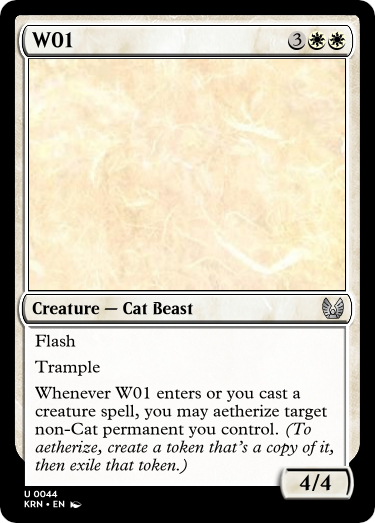 W01 3
Creature — Cat Beast
Flash
Trample
Whenever W01 enters or you cast a
creature spell, you may aetherize target
non-Cat permanent you control. (To
aetherize, create a token that's a copy of it,
then exile that token.)
4/4
U 0044
KRN • EN